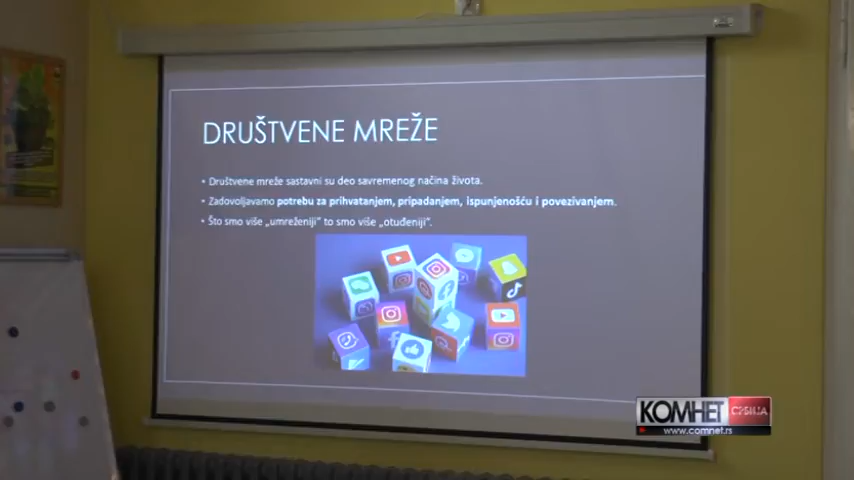 DRUŠTVENE MREŽE
• Društvene mreže sastavni su deo savremenog načina života.
• Zadovoljavamo potrebu za prihvatanjem, pripadanjem, ispunjenošću i povezivanjem.
• Što smo više „umreženiji" to smo više „otuđeniji".
KOMHET СРБИЈА
www.comnet.rs